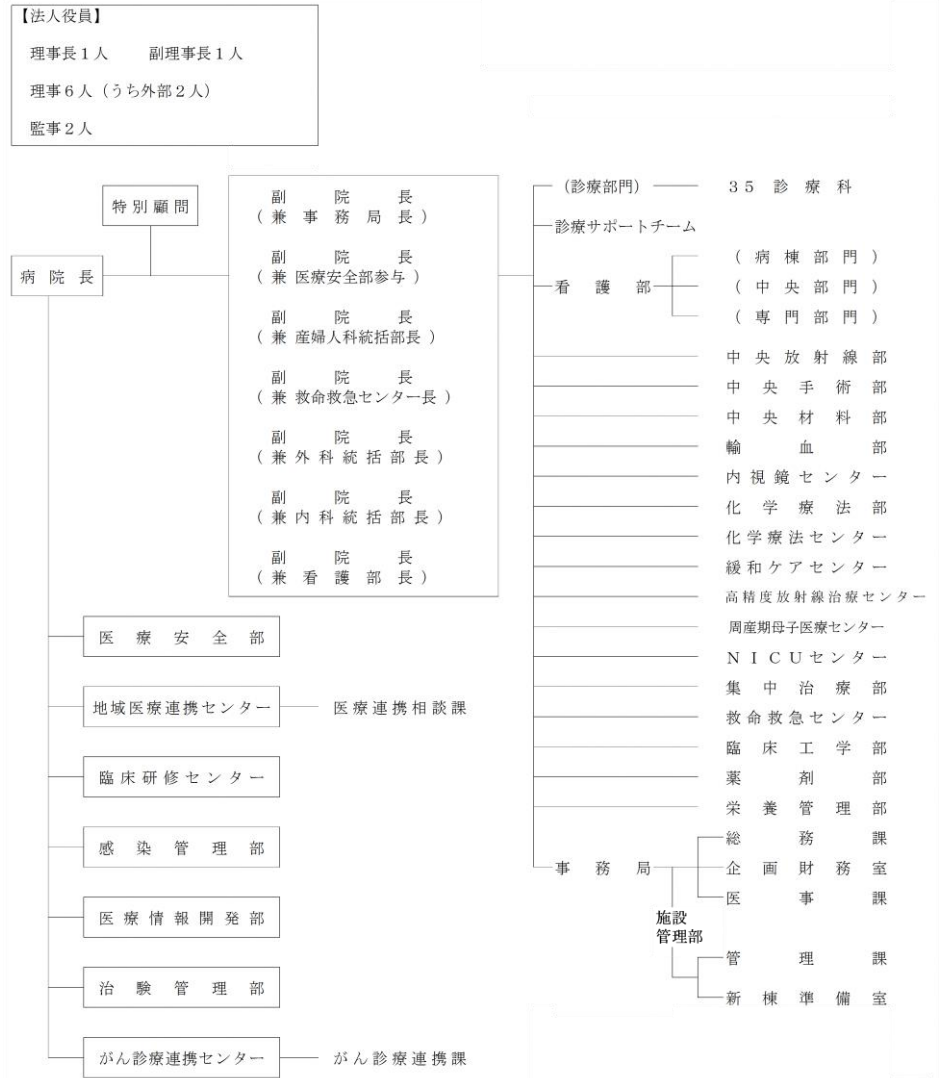 【法人役員】
理事長1人　副理事長1人
理事6人（うち外部2人）
監事2人
特別顧問
病院長
副院長
（兼事務局長）
副院長
（兼医療安全部参与）
副院長
（兼産婦人科統括部長）
副院長
（兼救命救急センター長）
副院長
（兼外科統括部長）
副院長
（兼内科統括部長）
副院長
（兼看護部長）
医療安全部
地域医療連携センター　医療連携相談課
臨床研修センター
感染管理部
医療情報開発部
治験管理部
がん診療連携センター　がん診療連携課
（診療部門）　35診療科
診療サポートチーム
看護部
（病棟部門）
（中央部門）
（専門部門）
中央放射線部
中央手術部
中央材料部
輸血部
内視鏡センター
化学療法部
化学療法センター
緩和ケアセンター
高精度放射線治療センター
周産期母子医療センター
NICUセンター
集中治療部
救命救急センター
臨床工学部
薬剤部
栄養管理部
事務局
総務課
企画財務室
医事課
施設
管理部
管理課
新棟準備室